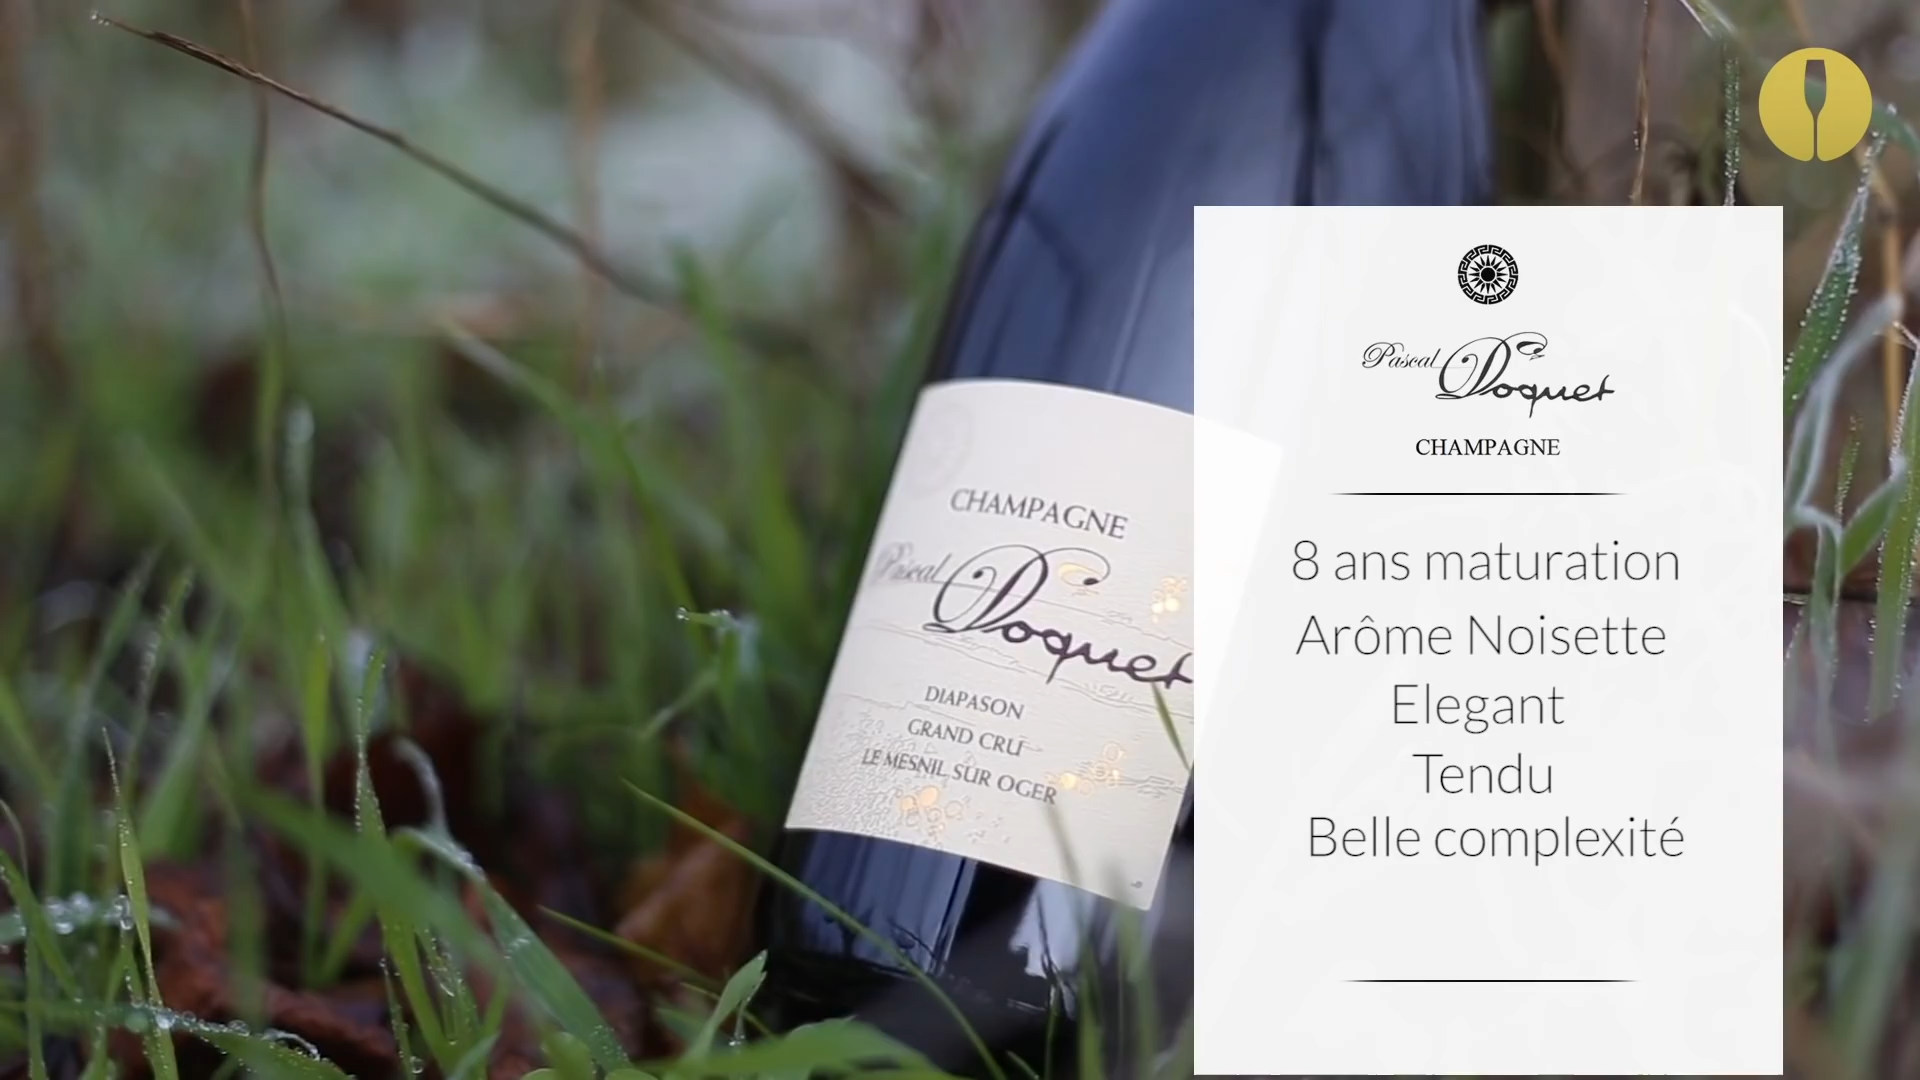 CHAMPAGNE
Pascal Doquet
DIAPASON
GRAND CRU
LE MESNIL SUR OGER
Pascal Doquet
CHAMPAGNE
8 ans maturation
Arôme Noisette
Elegant
Tendu
Belle complexité